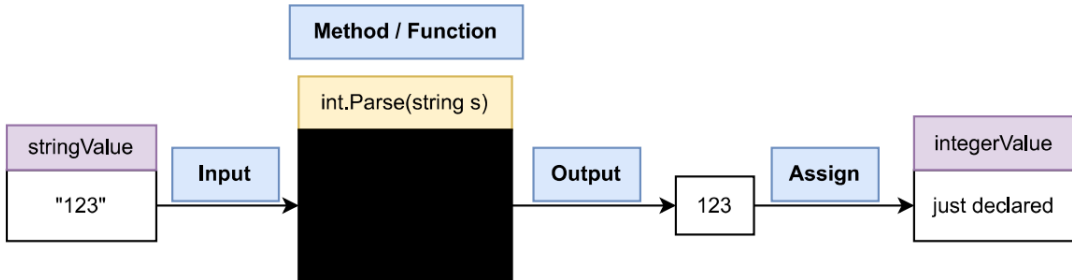 Method / Function
int.Parse(string s)
stringValue
"123"
Input
Output
123
Assign
integerValue
just declared